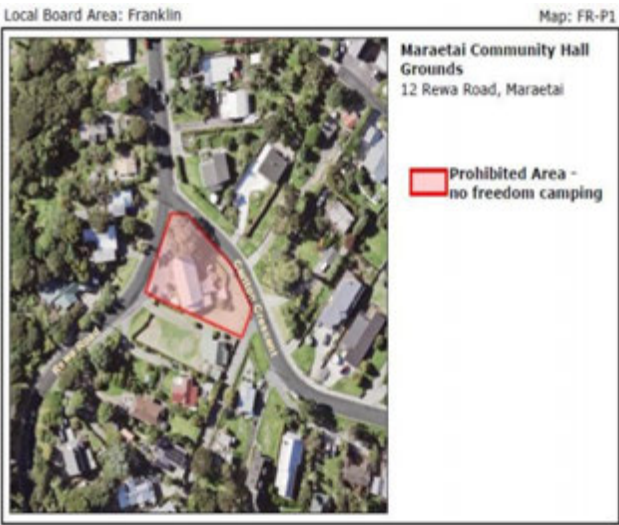 Local Board Area: Franklin
Map: FR-P1
Maraetai Community Hall
Grounds
12 Rewa Road, Maraetai
Prohibited Area -
no freedom camping
Crescent